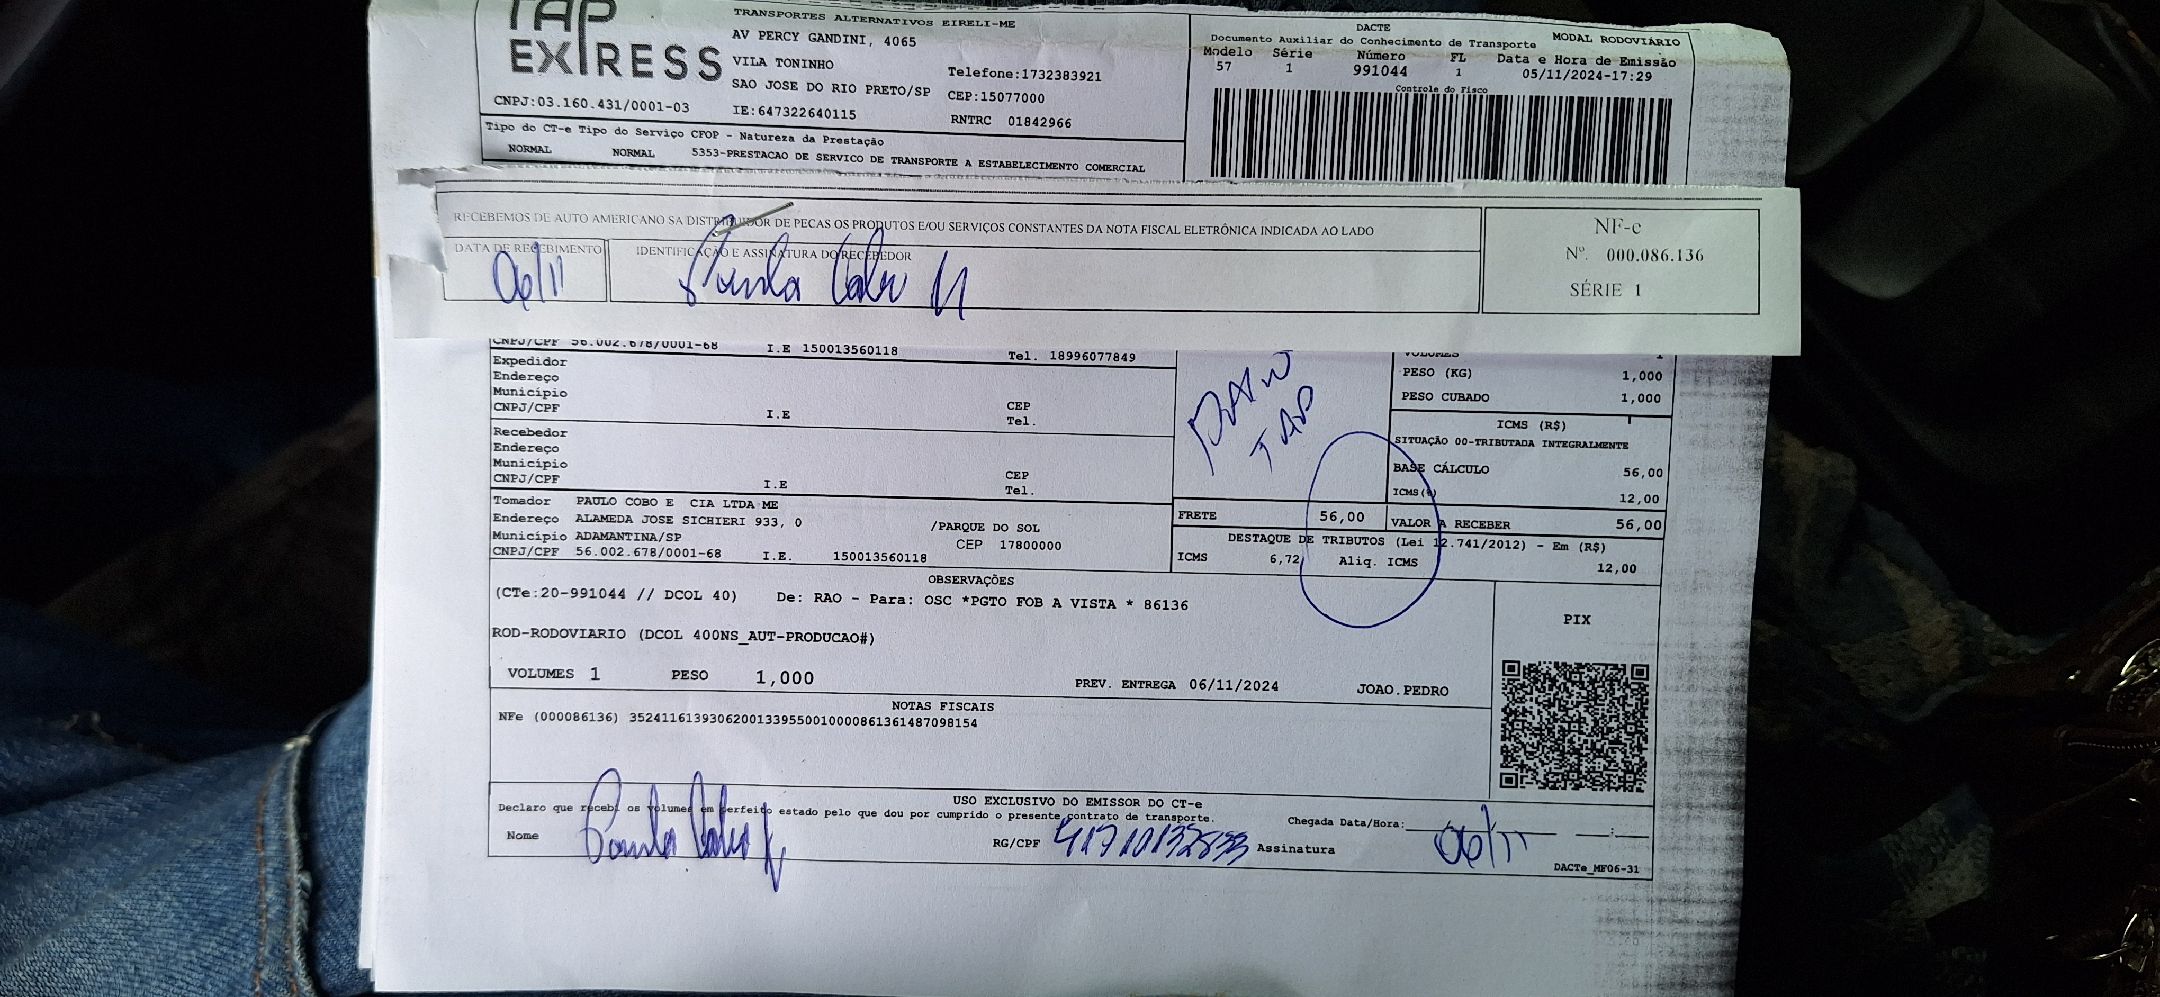 TAP
EXPRESS
TRANSPORTES ALTERNATIVOS EIRELI-ME
AV PERCY GANDINI, 4065
VILA TONINHO
Telefone:1732383921
SAO JOSE DO RIO PRETO/SP CEP:15077000
CNPJ:03.160.431/0001-03 IE:647322640115 RNTRC 01842966
DACTE
Documento Auxiliar do Conhecimento de Transporte MODAL RODOVIÁRIO
Modelo Série Número FL Data e Hora de Emissão
57 1 991044 1 05/11/2024-17:29
Controle do Fisco
Tipo do CT-e Tipo do Serviço CFOP - Natureza da Prestação
NORMAL NORMAL 5353-PRESTACAO DE SERVICO DE TRANSPORTE A ESTABELECIMENTO COMERCIAL
RECEBEMOS DE AUTO AMERICANO SA DISTRIBUIDOR DE PECAS OS PRODUTOS E/OU SERVIÇOS CONSTANTES DA NOTA FISCAL ELETRÔNICA INDICADA AO LADO
DATA DE RECEBIMENTO IDENTIFICAÇÃO E ASSINATURA DO RECEBEDOR
06/11
NF-e
Nº. 000.086.136
SÉRIE 1
CNPJ/CPF 56.002.678/0001-68 I.E 150013560118 Tel. 18996077849
Expedidor
Endereço
Município
CNPJ/CPF I.E CEP
Tel.
Recebedor
Endereço
Município
CNPJ/CPF I.E CEP
Tel.
Tomador PAULO COBO E CIA LTDA ME
Endereço ALAMEDA JOSE SICHIERI 933, 0 /PARQUE DO SOL
Município ADAMANTINA/SP CEP 17800000
CNPJ/CPF 56.002.678/0001-68 I.E. 150013560118
TAP
VOLUMES 1
PESO (KG) 1,000
PESO CUBADO 1,000
ICMS (R$)
SITUAÇÃO 00-TRIBUTADA INTEGRALMENTE
BASE CÁLCULO 56,00
ICMS(%) 12,00
FRETE 56,00 VALOR A RECEBER 56,00
DESTAQUE DE TRIBUTOS (Lei 12.741/2012) - Em (R$)
ICMS 6,72 Aliq. ICMS 12,00
OBSERVAÇÕES
(CTe:20-991044 // DCOL 40) De: RAO - Para: OSC *PGTO FOB A VISTA * 86136
ROD-RODOVIARIO (DCOL 400NS_AUT-PRODUCAO#)
VOLUMES 1 PESO 1,000 PREV. ENTREGA 06/11/2024 JOAO.PEDRO
PIX
NOTAS FISCAIS
NFe (000086136) 35241161393062001339550010000861361487098154
USO EXCLUSIVO DO EMISSOR DO CT-e
Declaro que recebi os volumes em perfeito estado pelo que dou por cumprido o presente contrato de transporte.
Chegada Data/Hora: : 06/11
Nome RG/CPF Assinatura
DACTe_MF06-31